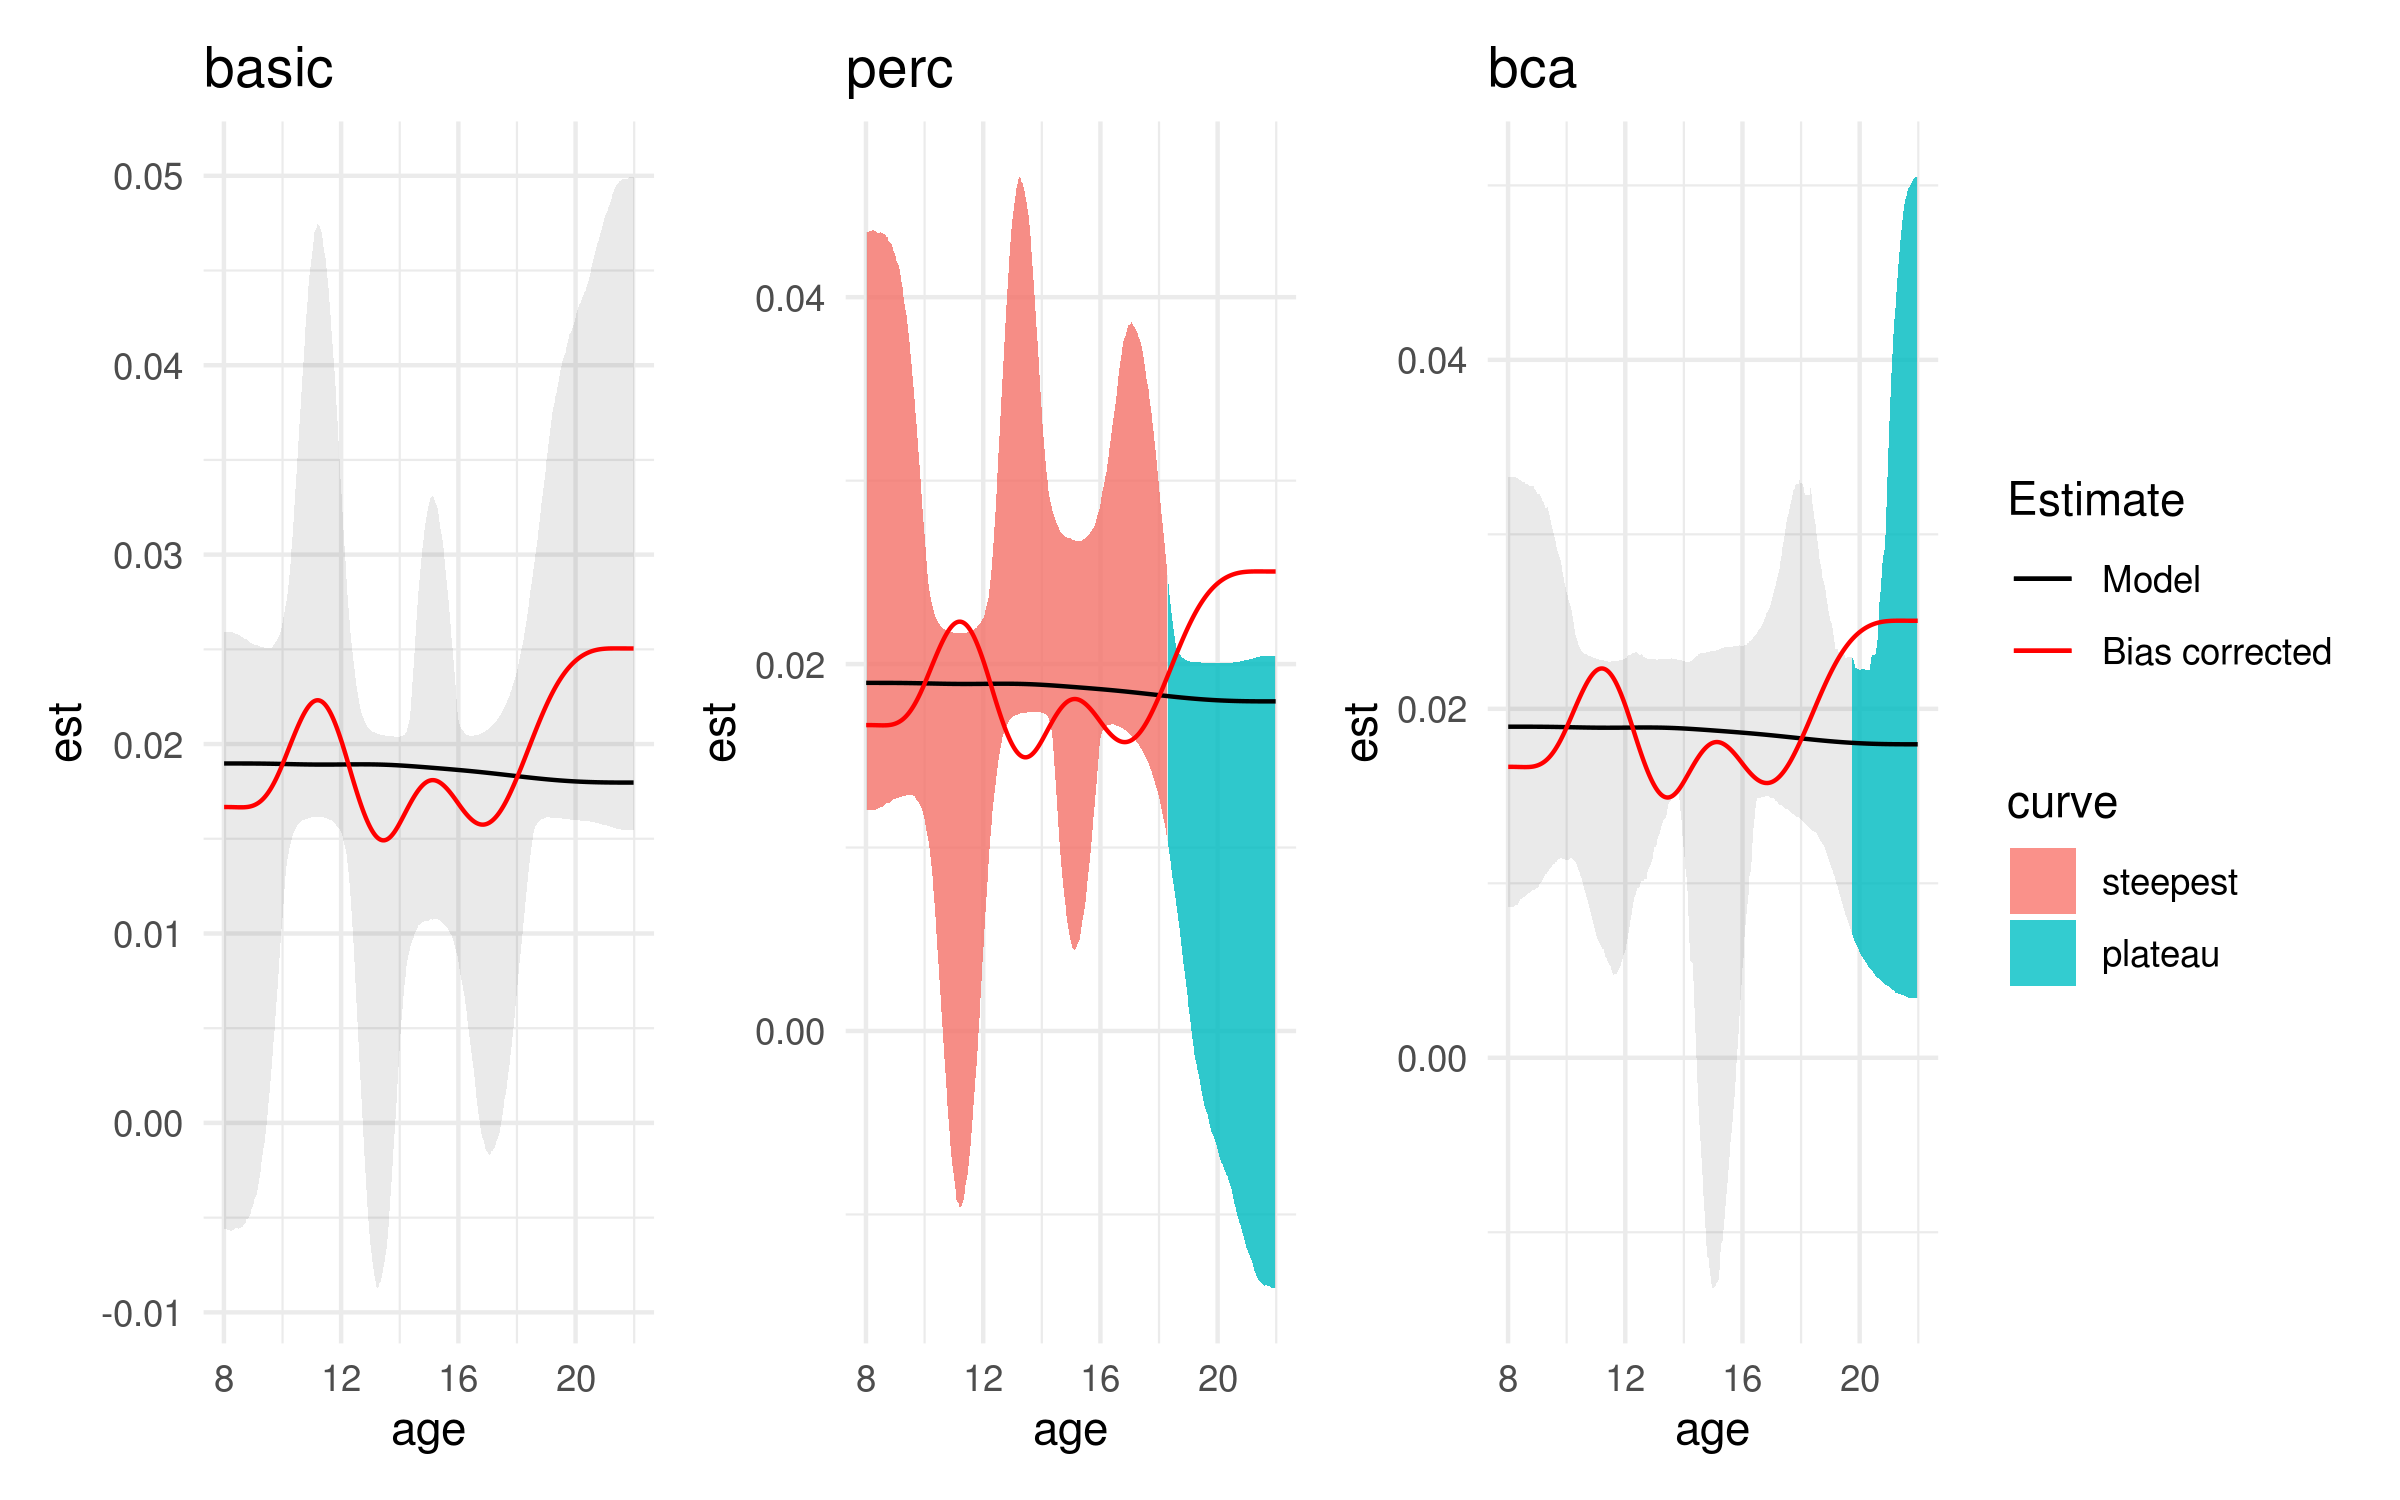 basic
perc
bca
0.05
0.04
0.03
0.02
0.01
0.00
-0.01
est
8 12 16 20
age
0.04
0.02
0.00
est
8 12 16 20
age
0.04
0.02
0.00
est
8 12 16 20
age
Estimate
Model
Bias corrected
curve
steepest
plateau